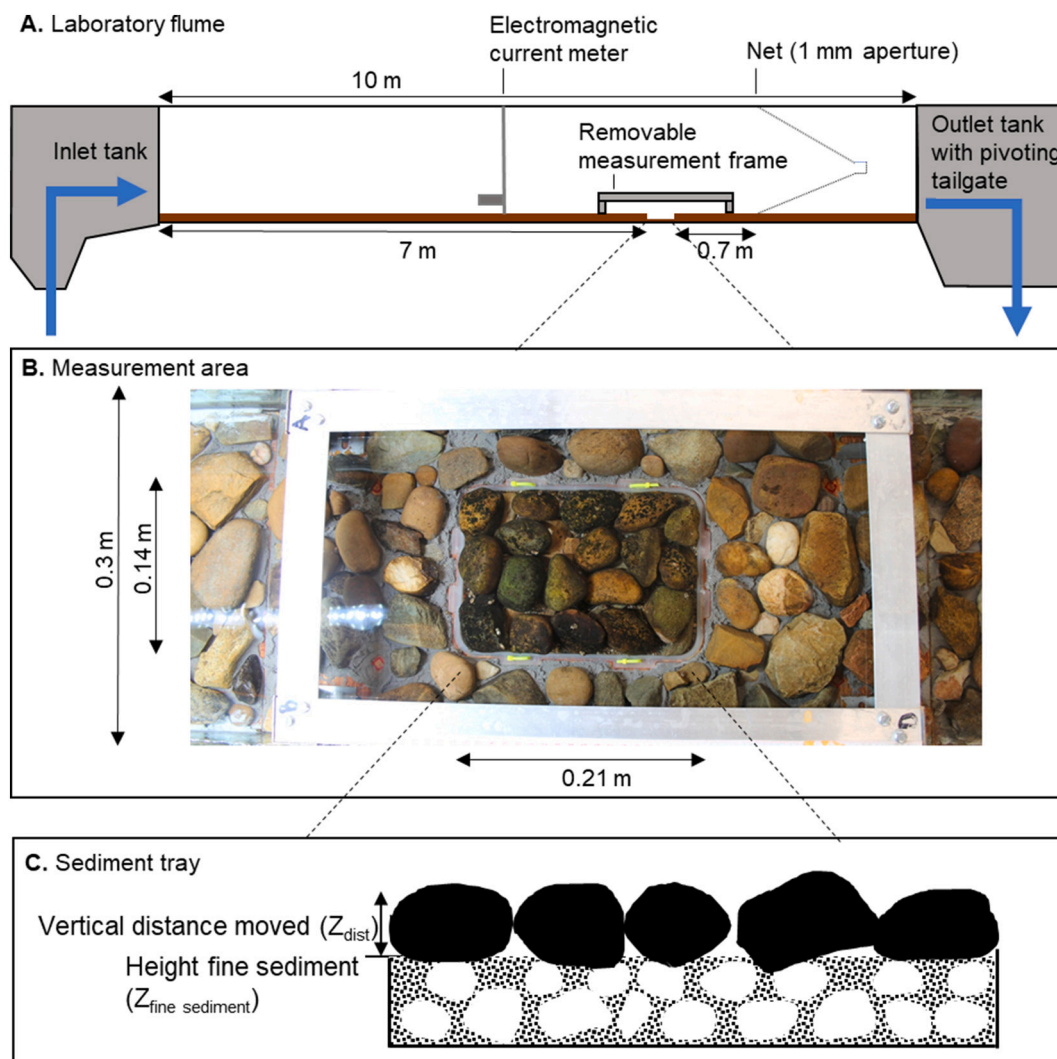 A. Laboratory flume
Electromagnetic
current meter
Net (1 mm aperture)
10 m
Inlet tank
Removable
measurement frame
Outlet tank
with pivoting
tailgate
7 m
0.7 m
B. Measurement area
A
0.3 m
0.14 m
0.21 m
C. Sediment tray
Vertical distance moved (Zdist)
Height fine sediment
(Zfine sediment)